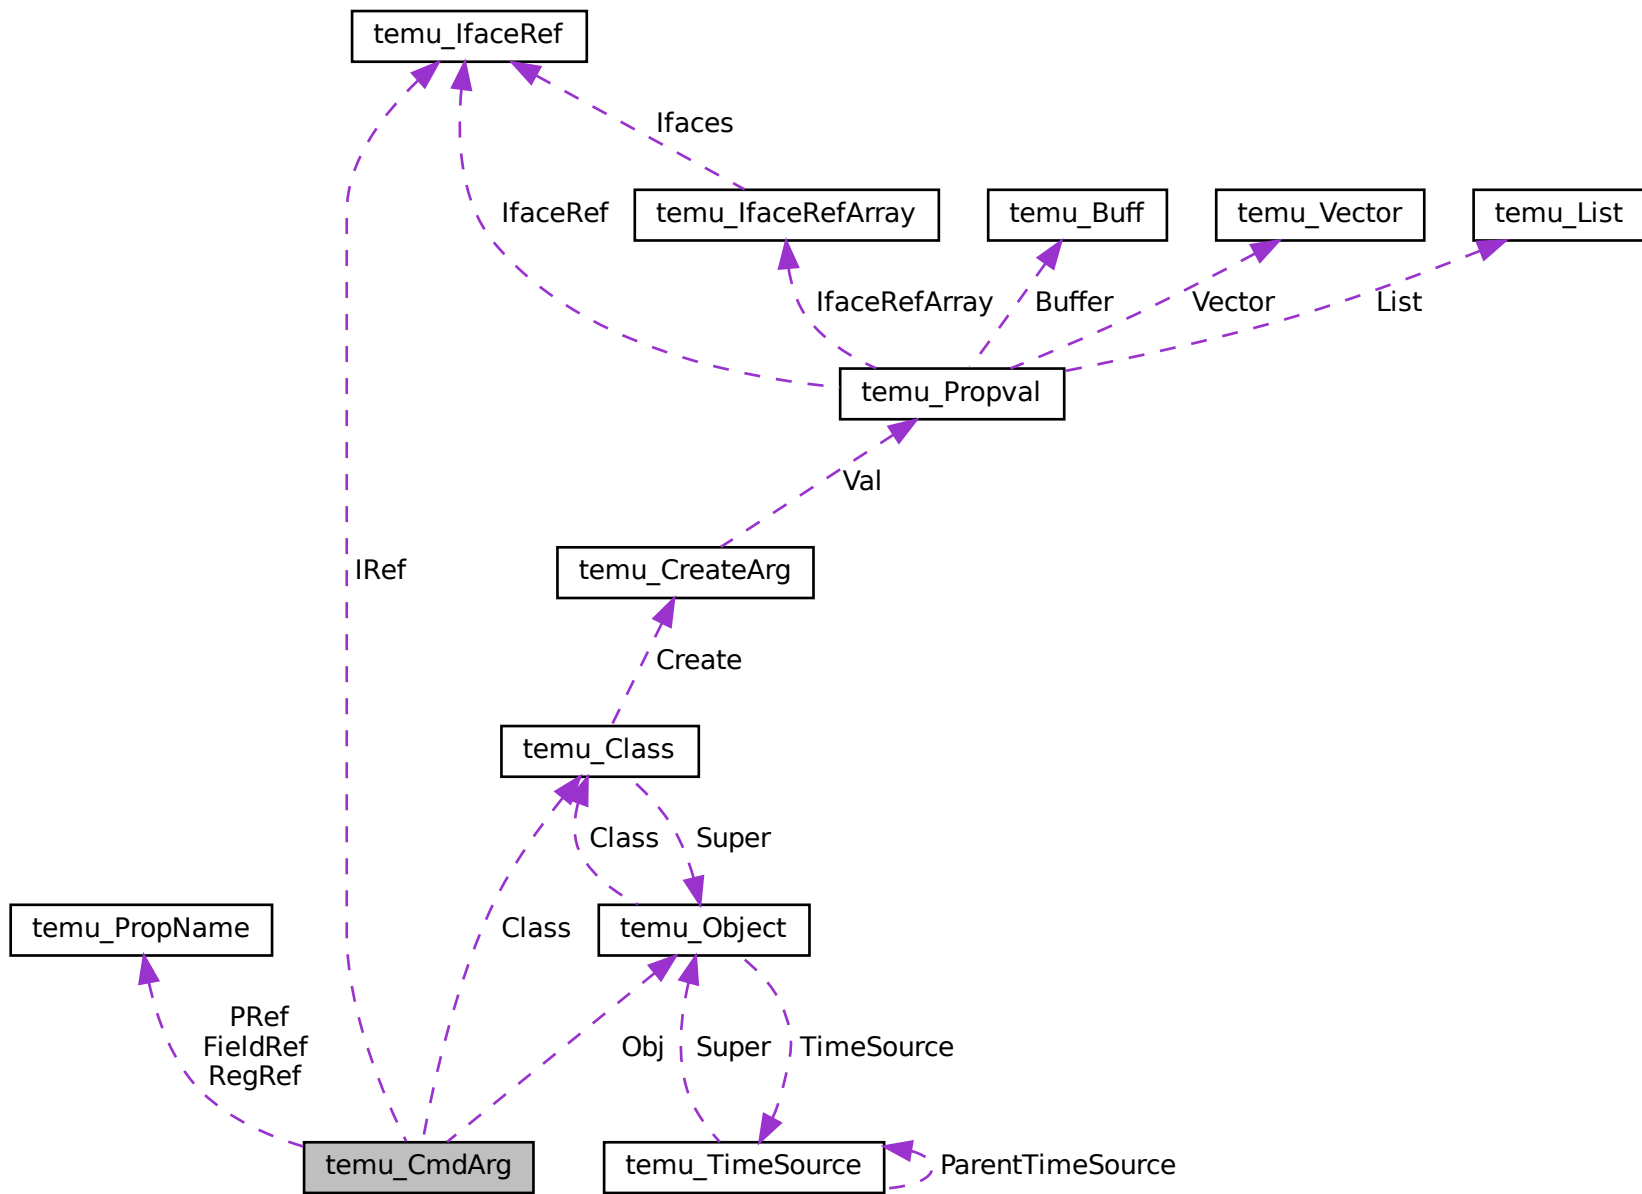 temu_IfaceRef
Ifaces
IfaceRef
temu_IfaceRefArray
temu_Buff
temu_Vector
temu_List
IfaceRefArray
Buffer
Vector
List
temu_Propval
Val
IRef
temu_CreateArg
Create
temu_Class
Class
Super
temu_PropName
Class
temu_Object
PRef
FieldRef
RegRef
Obj
Super
TimeSource
temu_CmdArg
temu_TimeSource
ParentTimeSource